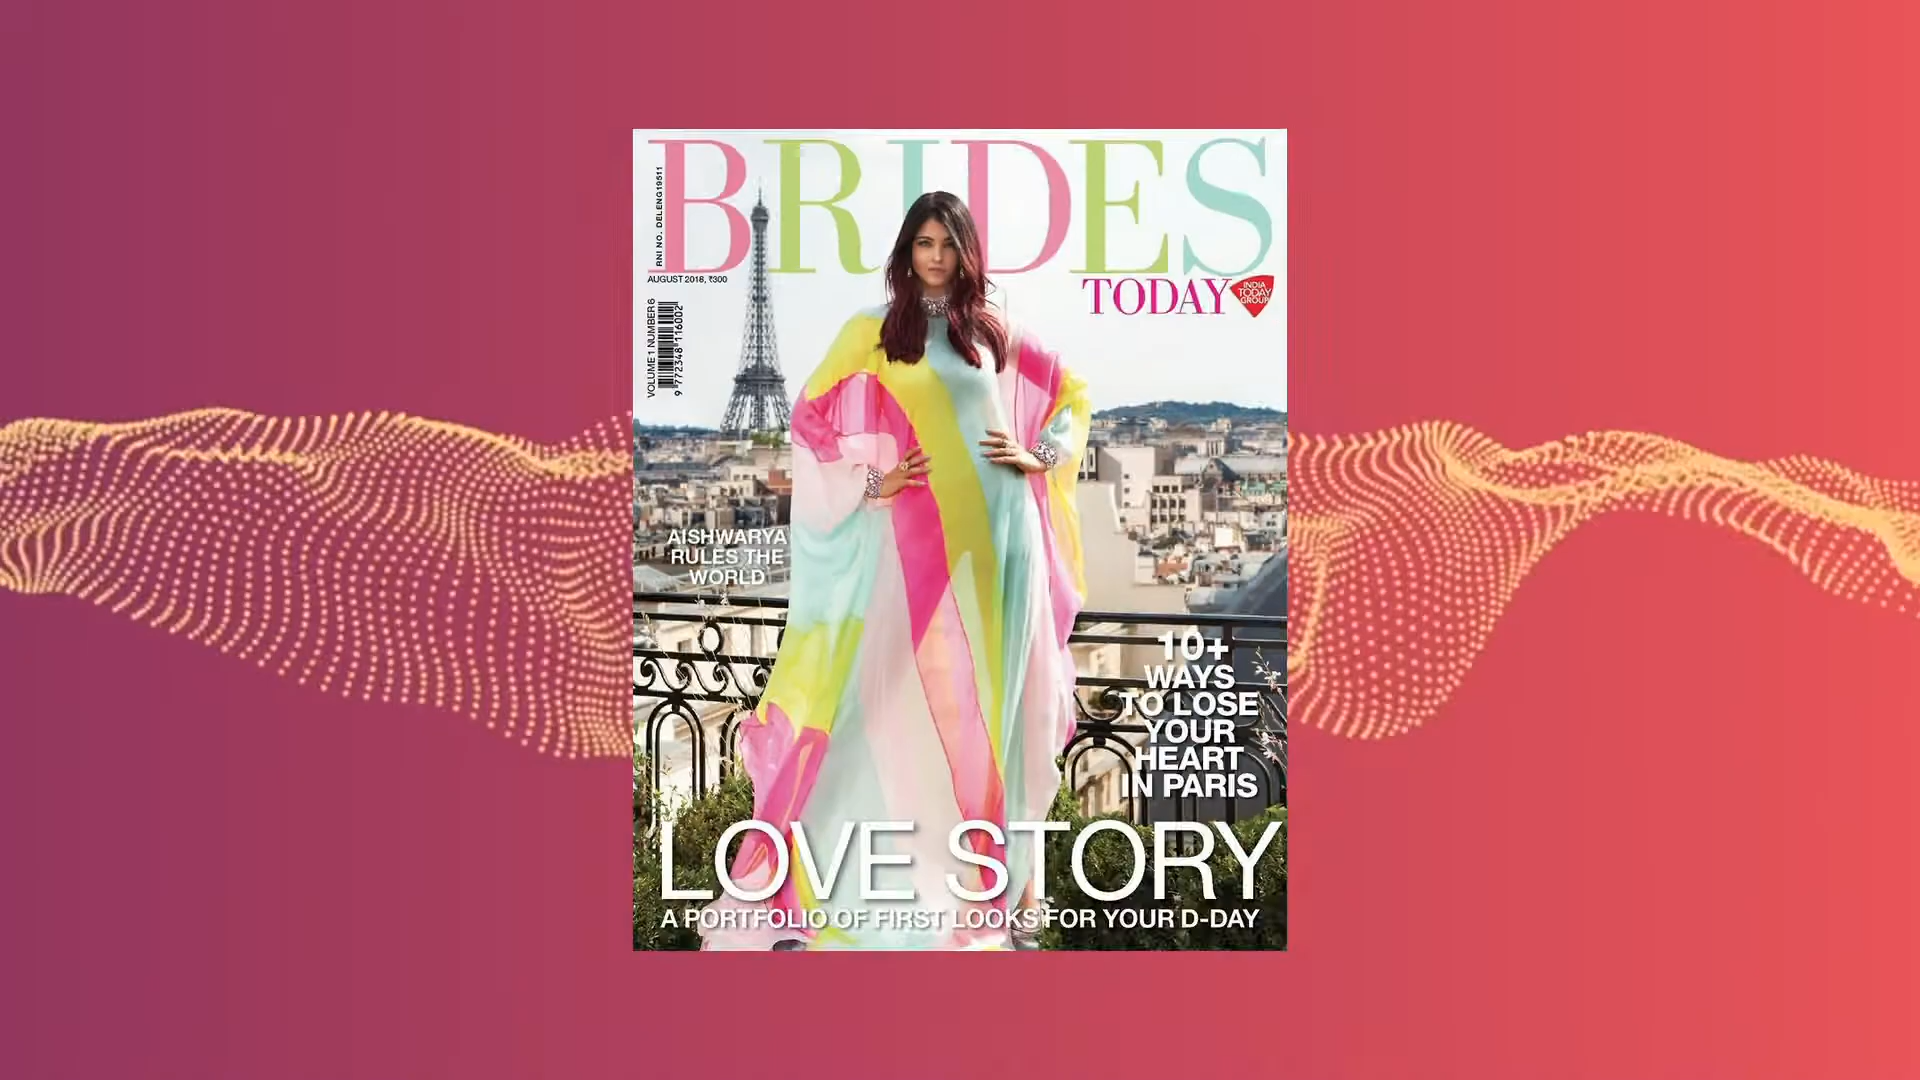 BRIDES
TODAY
INDIA
TODAY
GROUP
RNI NO. DELENG19511
AUGUST 2018, ₹300
VOLUME 1 NUMBER 6
9 772348 116002
AISHWARYA
RULES THE
WORLD
10+
WAYS
TO LOSE
YOUR
HEART
IN PARIS
LOVE STORY
A PORTFOLIO OF FIRST LOOKS FOR YOUR D-DAY